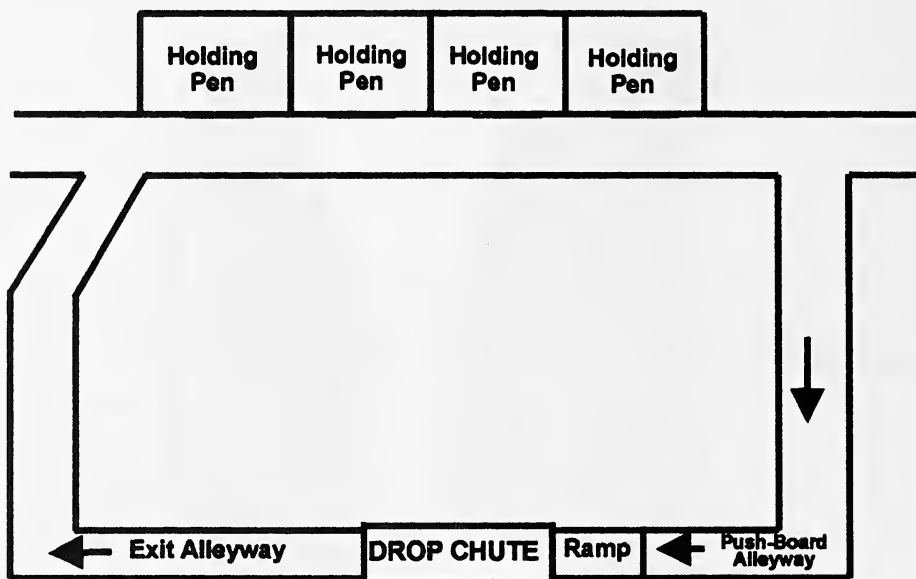 Holding
Pen
Holding
Pen
Holding
Pen
Holding
Pen
Exit Alleyway
DROP CHUTE
Ramp
Push-Board
Alleyway